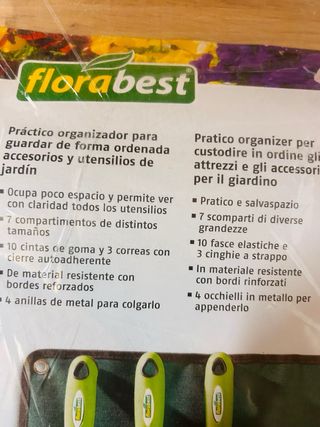 florabest
Práctico organizador para
guardar de forma ordenada
accesorios y utensilios de
jardín
▪ Ocupa poco espacio y permite ver
con claridad todos los utensilios
▪ 7 compartimentos de distintos
tamaños
▪ 10 cintas de goma y 3 correas con
cierre autoadherente
▪ De material resistente con
bordes reforzados
▪ 4 anillas de metal para colgarlo
Pratico organizer per
custodire in ordine gli
attrezzi e gli accessori
per il giardino
▪ Pratico e salvaspazio
▪ 7 scomparti di diverse
grandezze
▪ 10 fasce elastiche e
3 cinghie a strappo
▪ In materiale resistente
con bordi rinforzati
▪ 4 occhielli in metallo per
appenderlo
florabest
florabest
florabest